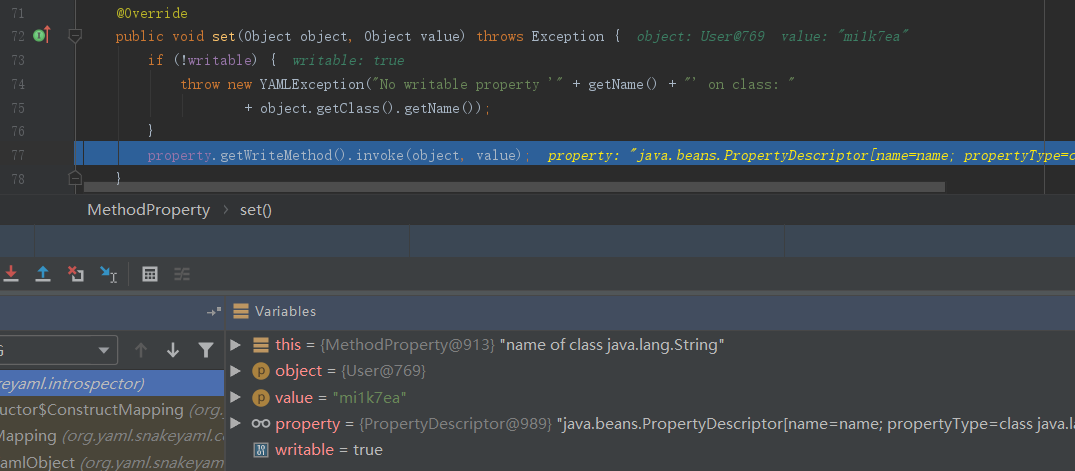 71 @Override
72 public void set(Object object, Object value) throws Exception { object: User@769 value: "mi1k7ea"
73 if (!writable) { writable: true
74 throw new YAMLException("No writable property '" + getName() + "' on class: "
75 + object.getClass().getName());
76 }
77 property.getWriteMethod().invoke(object, value); property: "java.beans.PropertyDescriptor[name=name; propertyType=c
78 }
MethodProperty › set()
Variables
this = {MethodProperty@913} "name of class java.lang.String"
object = {User@769}
eyaml.introspector)
value = "mi1k7ea"
uctor$ConstructMapping (org.
property = {PropertyDescriptor@989} "java.beans.PropertyDescriptor[name=name; propertyType=class java.la
Mapping (org.yaml.snakeyaml.co
writable = true
amlObject (org.yaml.snakeyam